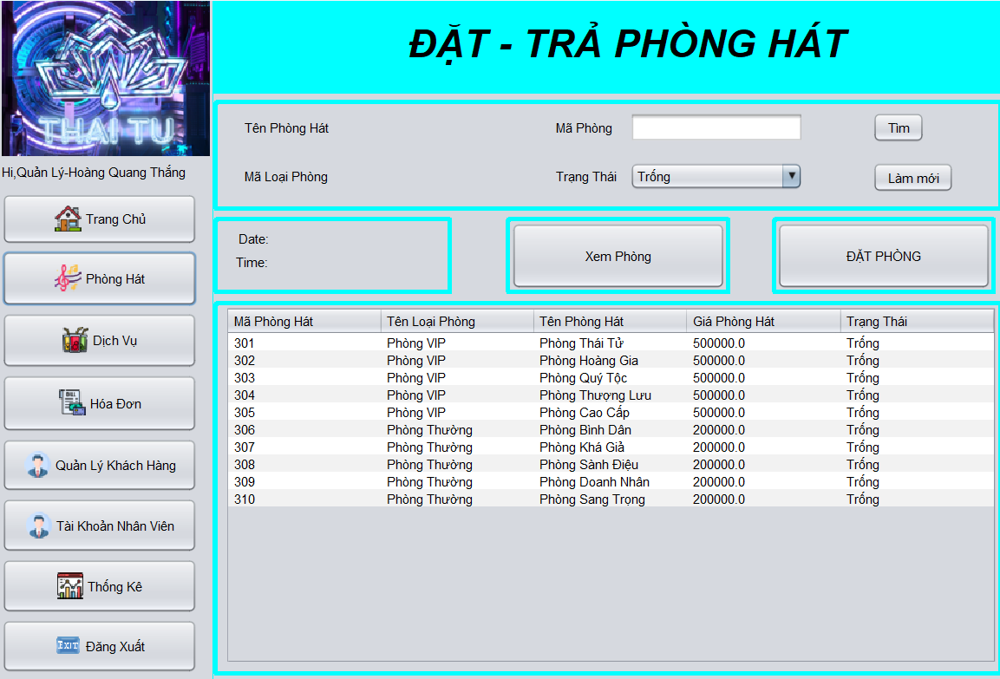 THAI TU
Hi,Quản Lý-Hoàng Quang Thắng
Trang Chủ
Phòng Hát
Dịch Vụ
BILL
Hóa Đơn
Quản Lý Khách Hàng
Tài Khoản Nhân Viên
Thống Kê
EXIT
Đăng Xuất
ĐẶT - TRẢ PHÒNG HÁT
Tên Phòng Hát Mã Phòng Tìm
Mã Loại Phòng Trạng Thái Trống Làm mới
Date:
Time:
Xem Phòng
ĐẶT PHÒNG
Mã Phòng Hát Tên Loại Phòng Tên Phòng Hát Giá Phòng Hát Trạng Thái
301 Phòng VIP Phòng Thái Tử 500000.0 Trống
302 Phòng VIP Phòng Hoàng Gia 500000.0 Trống
303 Phòng VIP Phòng Quý Tộc 500000.0 Trống
304 Phòng VIP Phòng Thượng Lưu 500000.0 Trống
305 Phòng VIP Phòng Cao Cấp 500000.0 Trống
306 Phòng Thường Phòng Bình Dân 200000.0 Trống
307 Phòng Thường Phòng Khá Giả 200000.0 Trống
308 Phòng Thường Phòng Sành Điệu 200000.0 Trống
309 Phòng Thường Phòng Doanh Nhân 200000.0 Trống
310 Phòng Thường Phòng Sang Trọng 200000.0 Trống